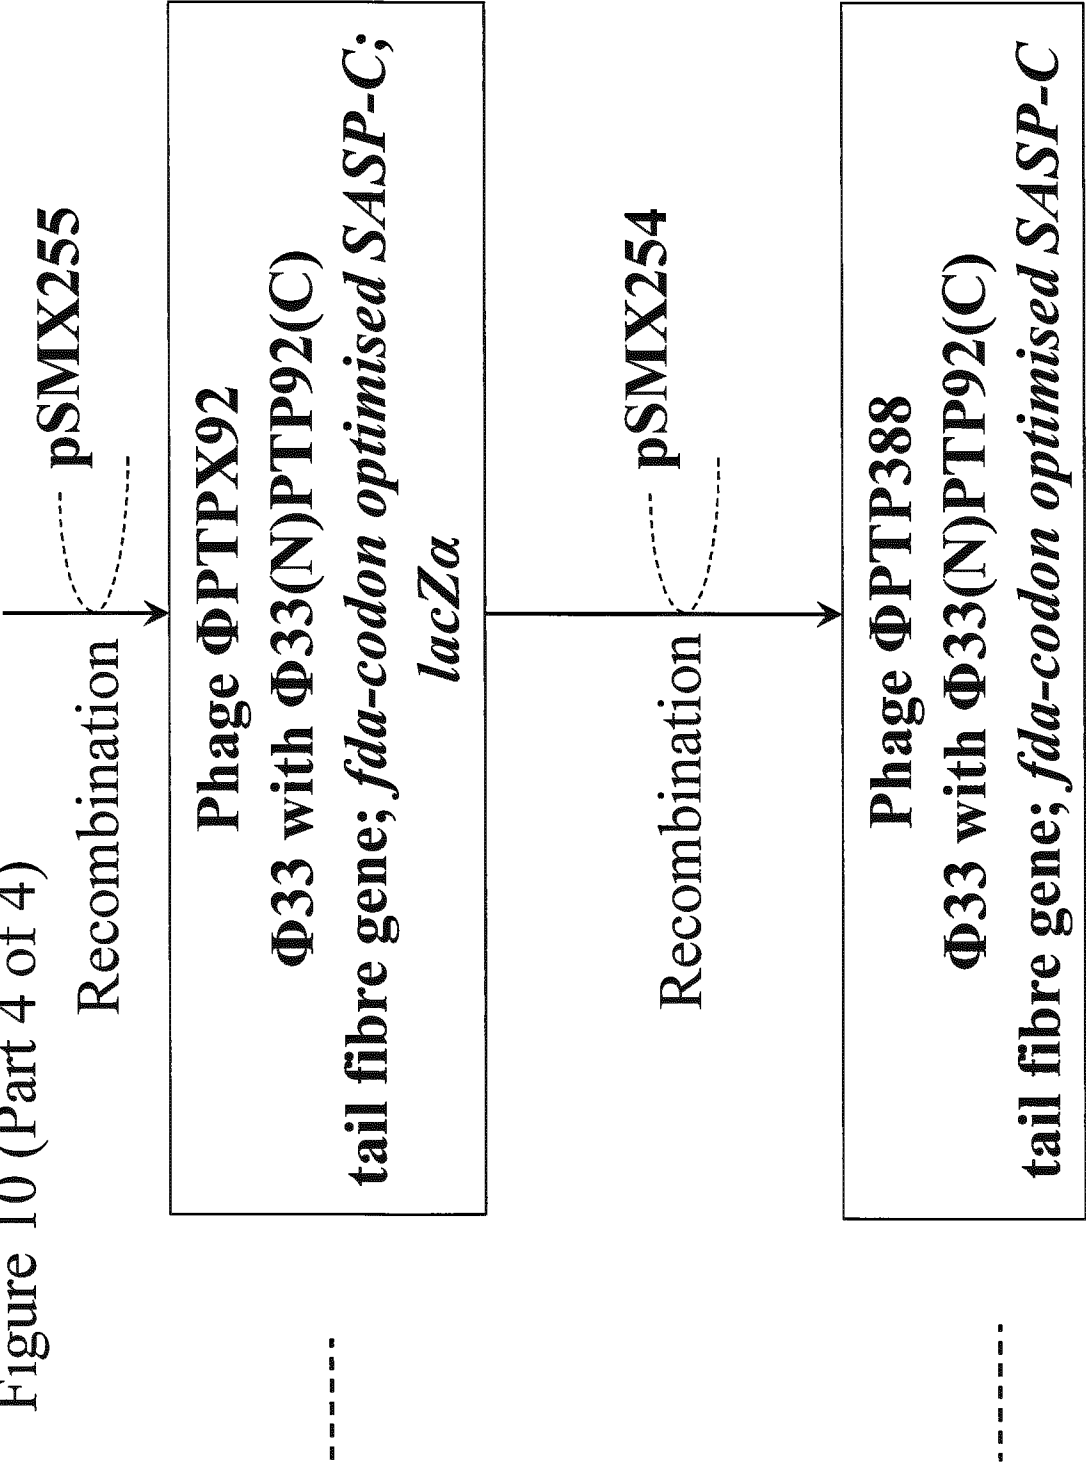 Figure 10 (Part 4 of 4)
Recombination
pSMX255
Phage ΦPTPX92
Φ33 with Φ33(N)PTP92(C)
tail fibre gene; fda-codon optimised SASP-C;
lacZα
Recombination
pSMX254
Phage ΦPTP388
Φ33 with Φ33(N)PTP92(C)
tail fibre gene; fda-codon optimised SASP-C